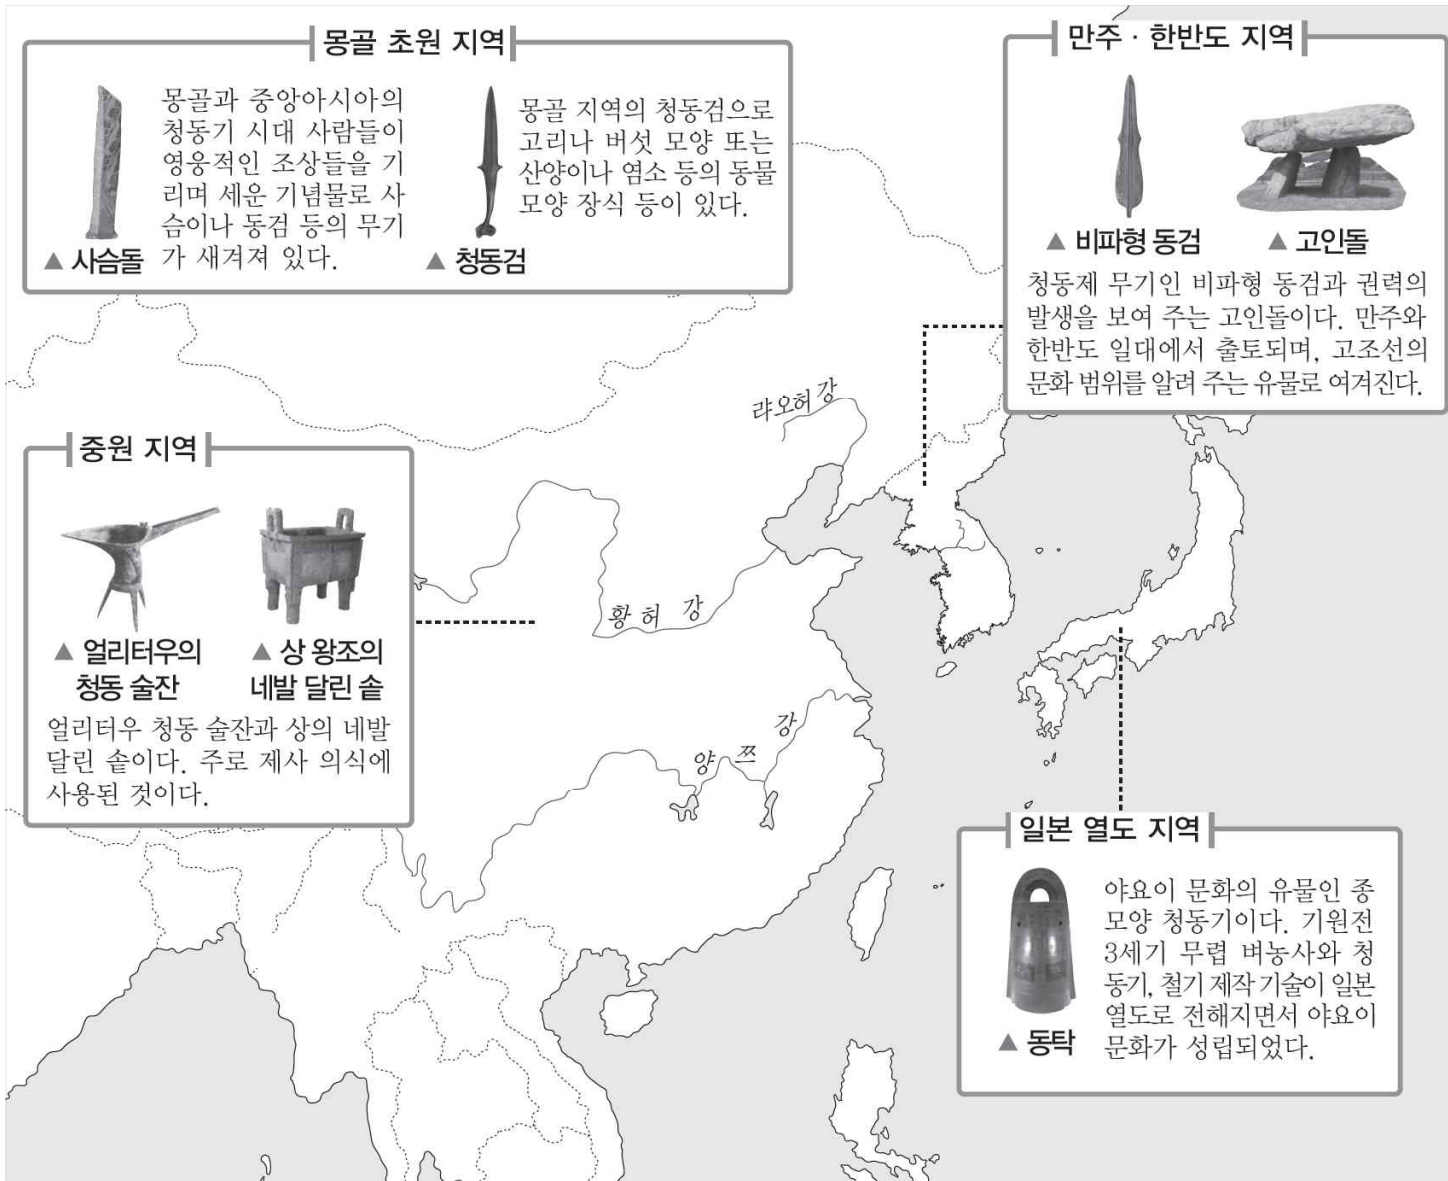 몽골 초원 지역
몽골과 중앙아시아의
청동기 시대 사람들이
영웅적인 조상들을 기
리며 세운 기념물로 사
슴이나 동검 등의 무기
가 새겨져 있다.
▲ 사슴돌
몽골 지역의 청동검으로
고리나 버섯 모양 또는
산양이나 염소 등의 동물
모양 장식 등이 있다.
▲ 청동검
만주 · 한반도 지역
▲ 비파형 동검
▲ 고인돌
청동제 무기인 비파형 동검과 권력의
발생을 보여 주는 고인돌이다. 만주와
한반도 일대에서 출토되며, 고조선의
문화 범위를 알려 주는 유물로 여겨진다.
랴오허강
중원 지역
▲ 얼리터우의
청동 술잔
▲ 상 왕조의
네발 달린 솥
얼리터우 청동 술잔과 상의 네발
달린 솥이다. 주로 제사 의식에
사용된 것이다.
황허강
양쯔강
일본 열도 지역
▲ 동탁
야요이 문화의 유물인 종
모양 청동기이다. 기원전
3세기 무렵 벼농사와 청
동기, 철기 제작 기술이 일본
열도로 전해지면서 야요이
문화가 성립되었다.